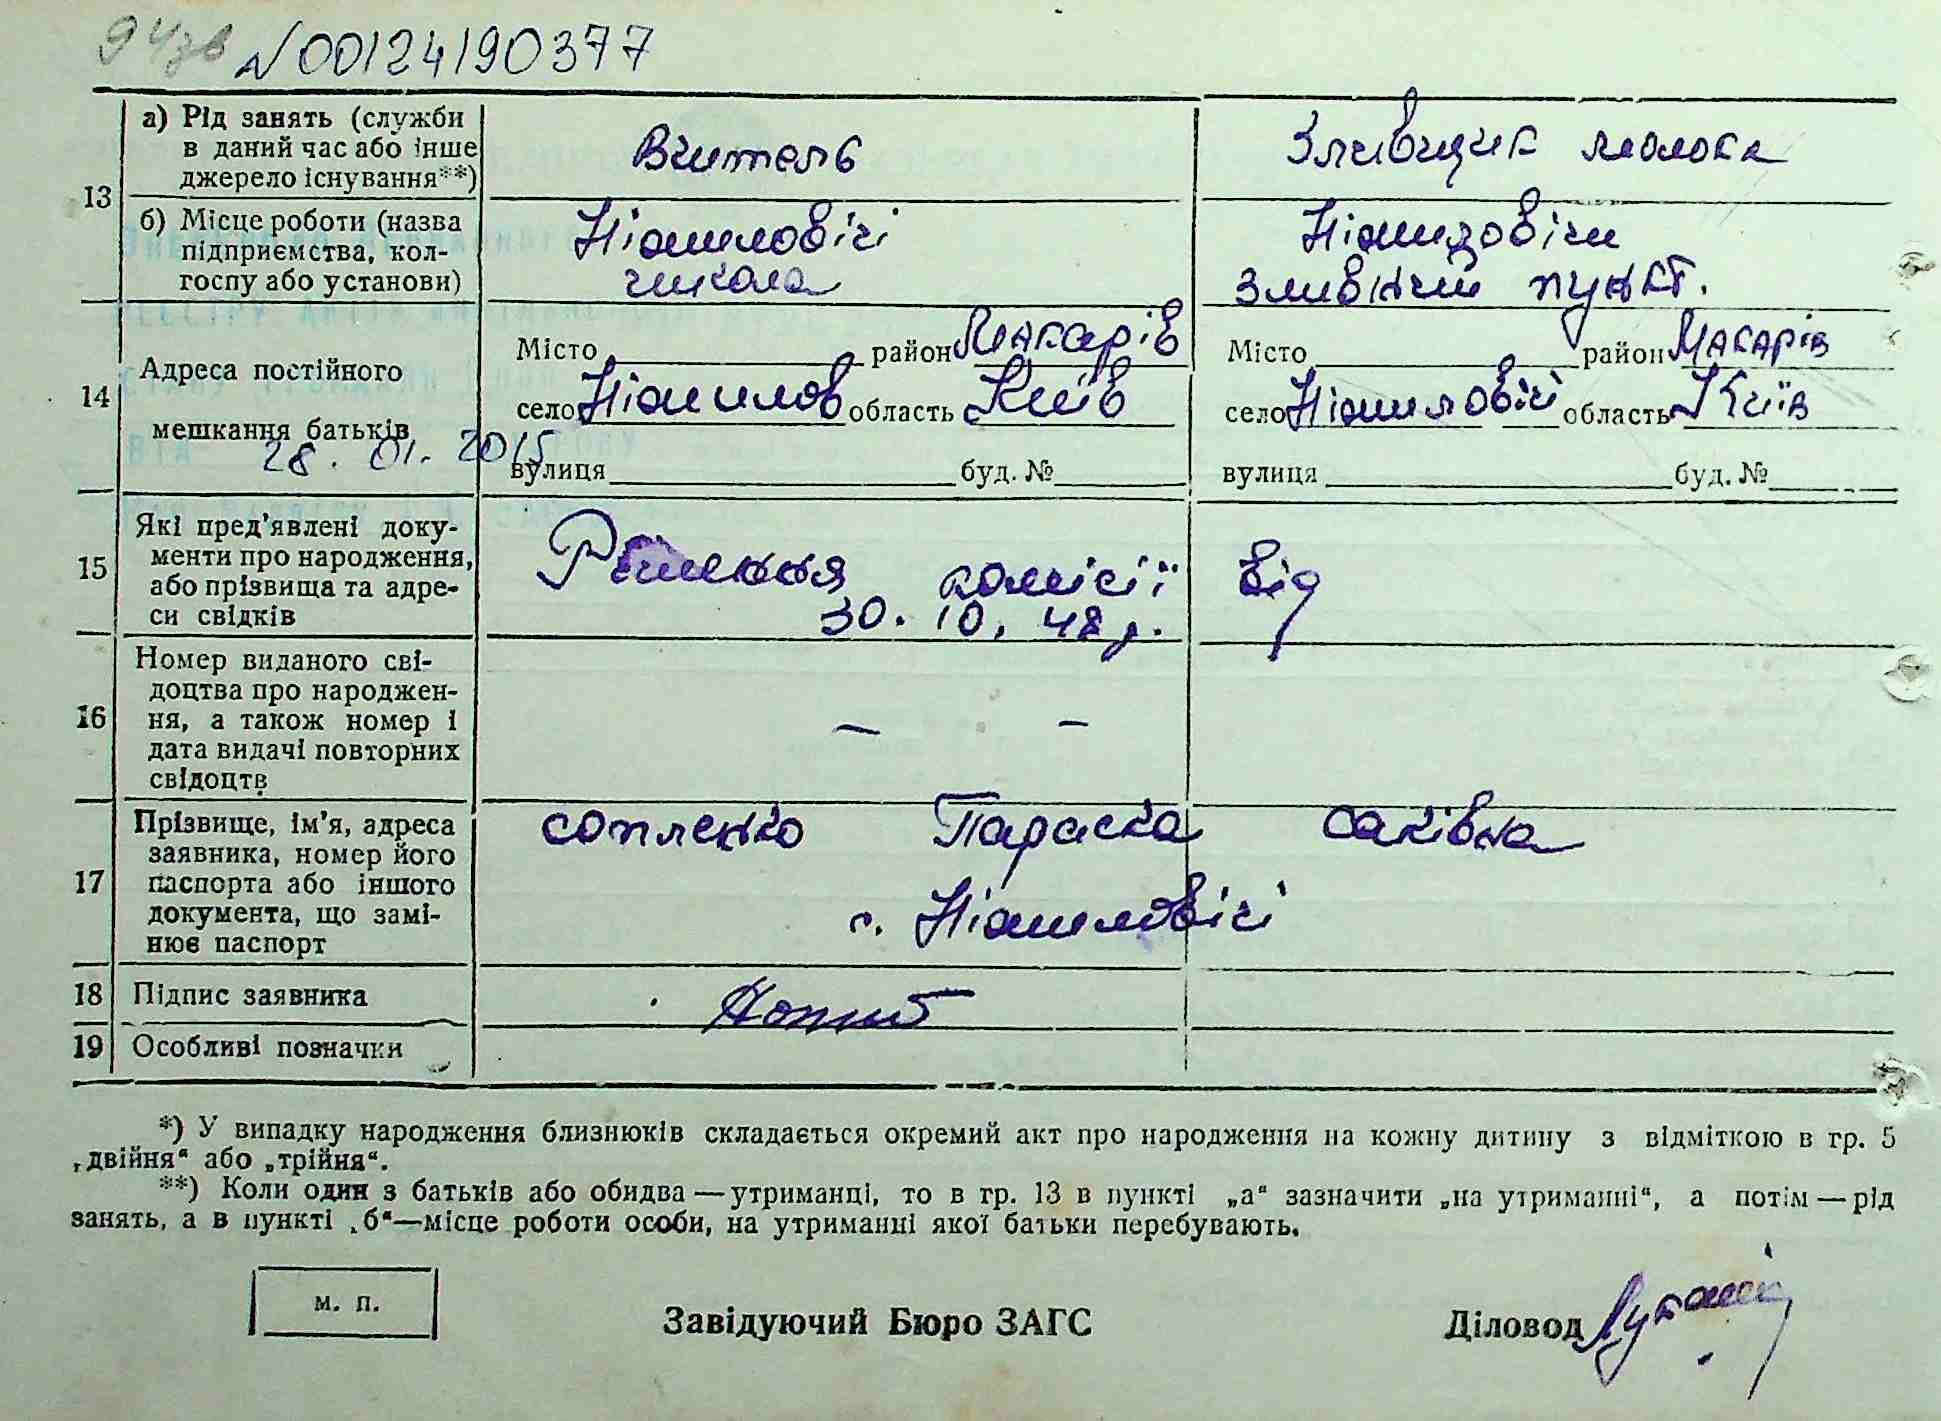 94зв N00124190377
13
а) Рід занять (служби в даний час або інше джерело існування**)
Вчитель
Зливщик молока
б) Місце роботи (назва підприємства, колгоспу або установи)
Ніжиловічі школа
Ніжиловічи зливний пункт.
14
Адреса постійного мешкання батьків
28. 01. 2015
Місто район Макарів
село Ніжилов область Київ
вулиця буд. №
Місто район Макарів
село Ніжиловічі область Київ
вулиця буд. №
15
Які пред'явлені документи про народження, або прізвища та адреси свідків
Рішення комісії від
30. 10. 48 р.
16
Номер виданого свідоцтва про народження, а також номер і дата видачі повторних свідоцтв
— —
17
Прізвище, ім'я, адреса заявника, номер його паспорта або іншого документа, що замінює паспорт
Сопленко Параска Саківна
с. Ніжиловічі
18
Підпис заявника
19
Особливі позначки
*) У випадку народження близнюків складається окремий акт про народження на кожну дитину з відміткою в гр. 5
„двійня" або „трійня".
**) Коли один з батьків або обидва — утриманці, то в гр. 13 в пункті „а" зазначити „на утриманні", а потім — рід
занять, а в пункті „б"—місце роботи особи, на утриманні якої батьки перебувають.
м. п.
Завідуючий Бюро ЗАГС
Діловод